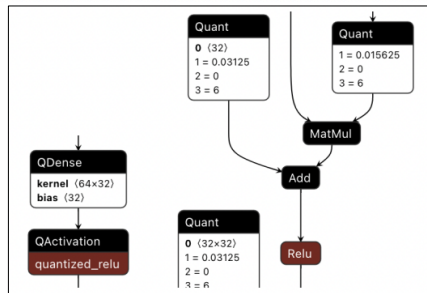 Quant
0 ⟨32⟩
1 = 0.03125
2 = 0
3 = 6
Quant
1 = 0.015625
2 = 0
3 = 6
MatMul
Add
QDense
kernel ⟨64×32⟩
bias ⟨32⟩
QActivation
quantized_relu
Quant
0 ⟨32×32⟩
1 = 0.03125
2 = 0
3 = 6
Relu